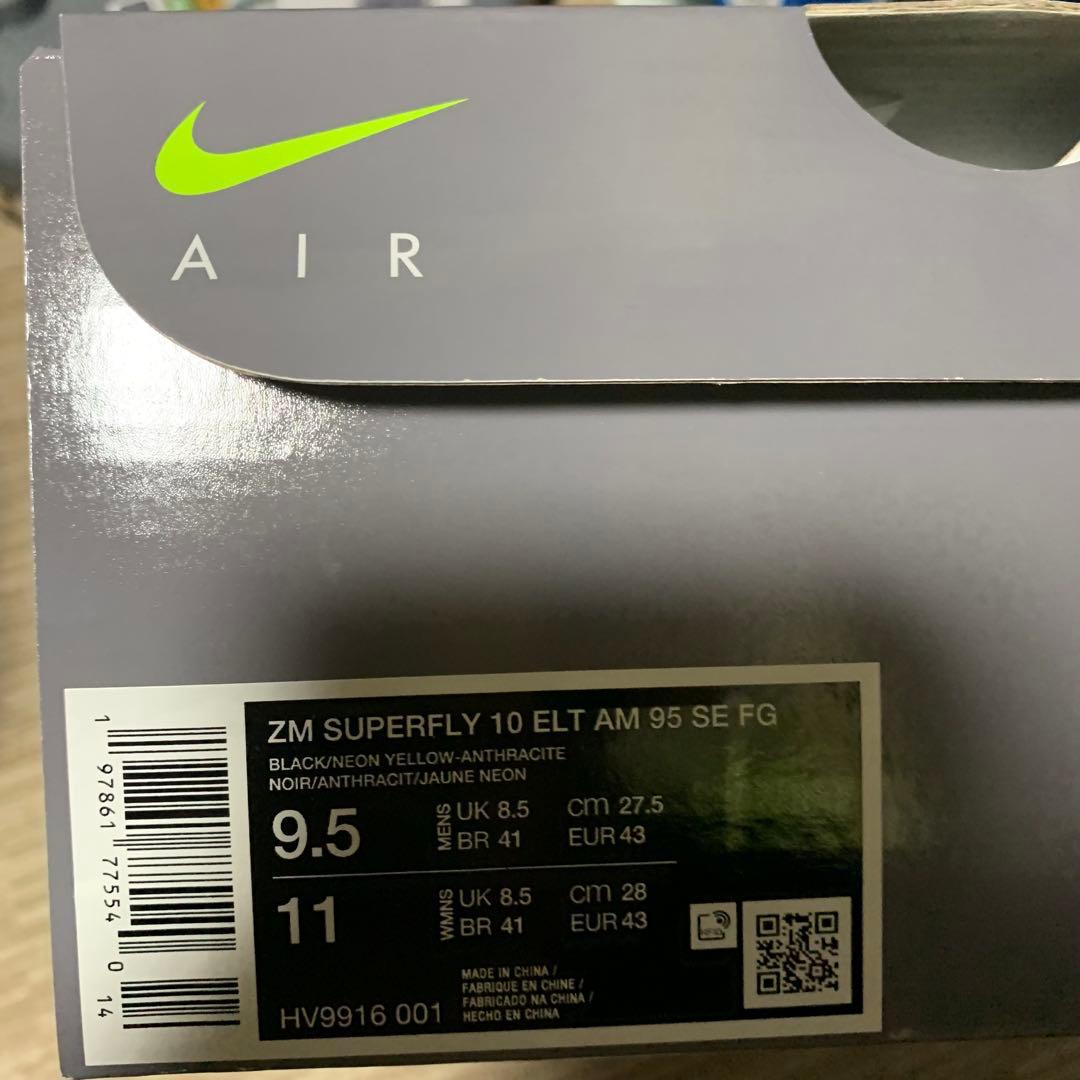 AIR
ZM SUPERFLY 10 ELT AM 95 SE FG
BLACK/NEON YELLOW-ANTHRACITE
NOIR/ANTHRACIT/JAUNE NEON
9.5 MENS UK 8.5 cm 27.5
BR 41 EUR 43
11 WMNS UK 8.5 cm 28
BR 41 EUR 43
RFID
MADE IN CHINA /
FABRIQUE EN CHINE /
FABRICADO NA CHINA /
HECHO EN CHINA
HV9916 001
1 97861 77554 0 14